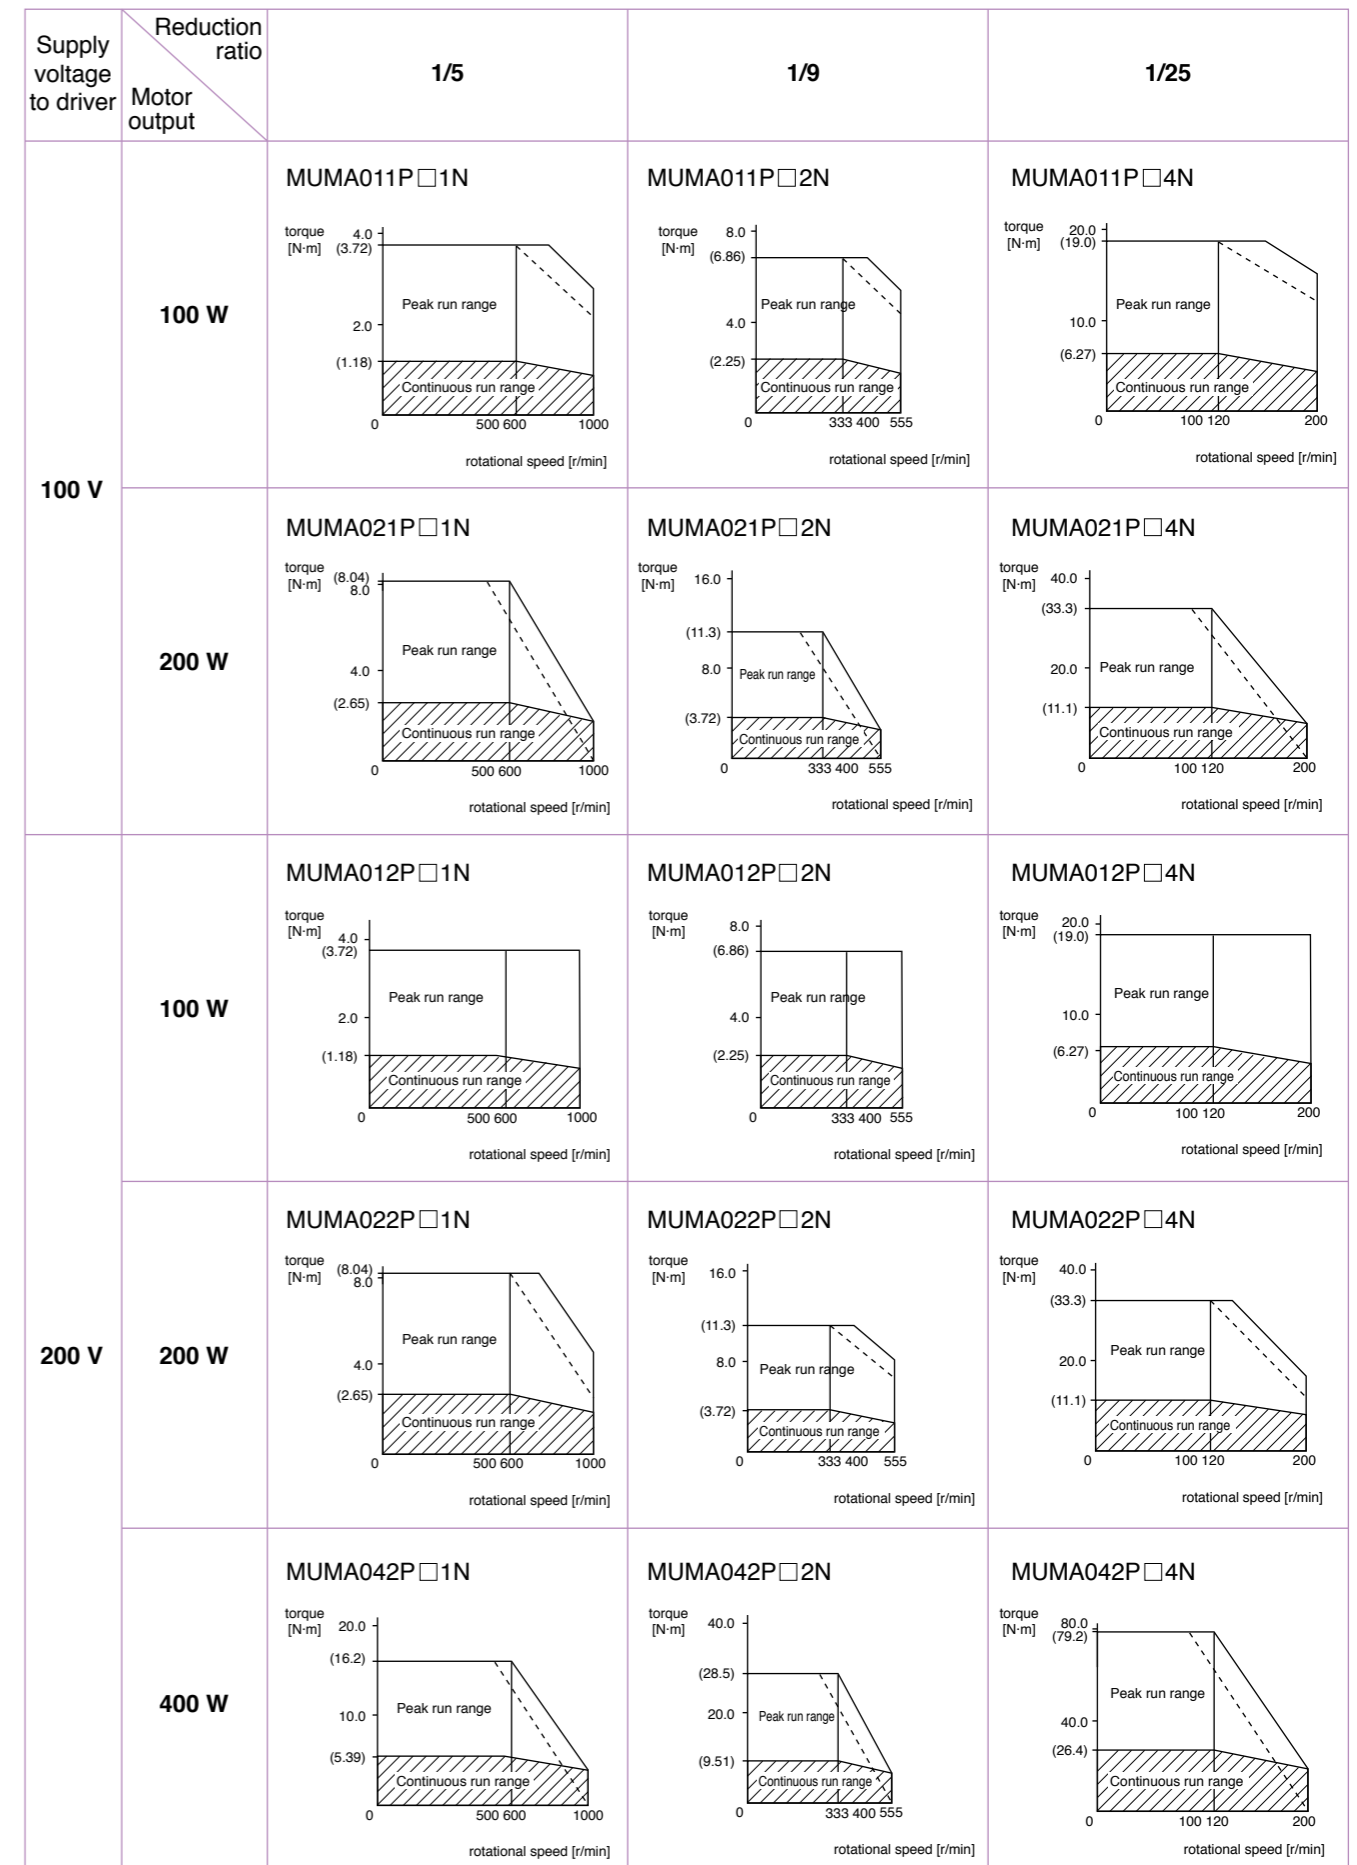 Supply
voltage
to driver
Reduction
ratio
Motor
output
1/5
1/9
1/25
100 V
100 W
MUMA011P□1N
torque
[N·m]
4.0
(3.72)
Peak run range
2.0
(1.18)
Continuous run range
0 500 600 1000
rotational speed [r/min]
MUMA011P□2N
torque
[N·m]
8.0
(6.86)
Peak run range
4.0
(2.25)
Continuous run range
0 333 400 555
rotational speed [r/min]
MUMA011P□4N
torque
[N·m]
20.0
(19.0)
Peak run range
10.0
(6.27)
Continuous run range
0 100 120 200
rotational speed [r/min]
200 W
MUMA021P□1N
torque
[N·m]
(8.04)
8.0
Peak run range
4.0
(2.65)
Continuous run range
0 500 600 1000
rotational speed [r/min]
MUMA021P□2N
torque
[N·m]
16.0
(11.3)
8.0
Peak run range
(3.72)
Continuous run range
0 333 400 555
rotational speed [r/min]
MUMA021P□4N
torque
[N·m]
40.0
(33.3)
20.0
Peak run range
(11.1)
Continuous run range
0 100 120 200
rotational speed [r/min]
200 V
100 W
MUMA012P□1N
torque
[N·m]
4.0
(3.72)
Peak run range
2.0
(1.18)
Continuous run range
0 500 600 1000
rotational speed [r/min]
MUMA012P□2N
torque
[N·m]
8.0
(6.86)
Peak run range
4.0
(2.25)
Continuous run range
0 333 400 555
rotational speed [r/min]
MUMA012P□4N
torque
[N·m]
20.0
(19.0)
Peak run range
10.0
(6.27)
Continuous run range
0 100 120 200
rotational speed [r/min]
200 W
MUMA022P□1N
torque
[N·m]
(8.04)
8.0
Peak run range
4.0
(2.65)
Continuous run range
0 500 600 1000
rotational speed [r/min]
MUMA022P□2N
torque
[N·m]
16.0
(11.3)
8.0
Peak run range
(3.72)
Continuous run range
0 333 400 555
rotational speed [r/min]
MUMA022P□4N
torque
[N·m]
40.0
(33.3)
Peak run range
20.0
(11.1)
Continuous run range
0 100 120 200
rotational speed [r/min]
400 W
MUMA042P□1N
torque
[N·m]
20.0
(16.2)
Peak run range
10.0
(5.39)
Continuous run range
0 500 600 1000
rotational speed [r/min]
MUMA042P□2N
torque
[N·m]
40.0
(28.5)
20.0
Peak run range
(9.51)
Continuous run range
0 333 400 555
rotational speed [r/min]
MUMA042P□4N
torque
[N·m]
80.0
(79.2)
Peak run range
40.0
(26.4)
Continuous run range
0 100 120 200
rotational speed [r/min]